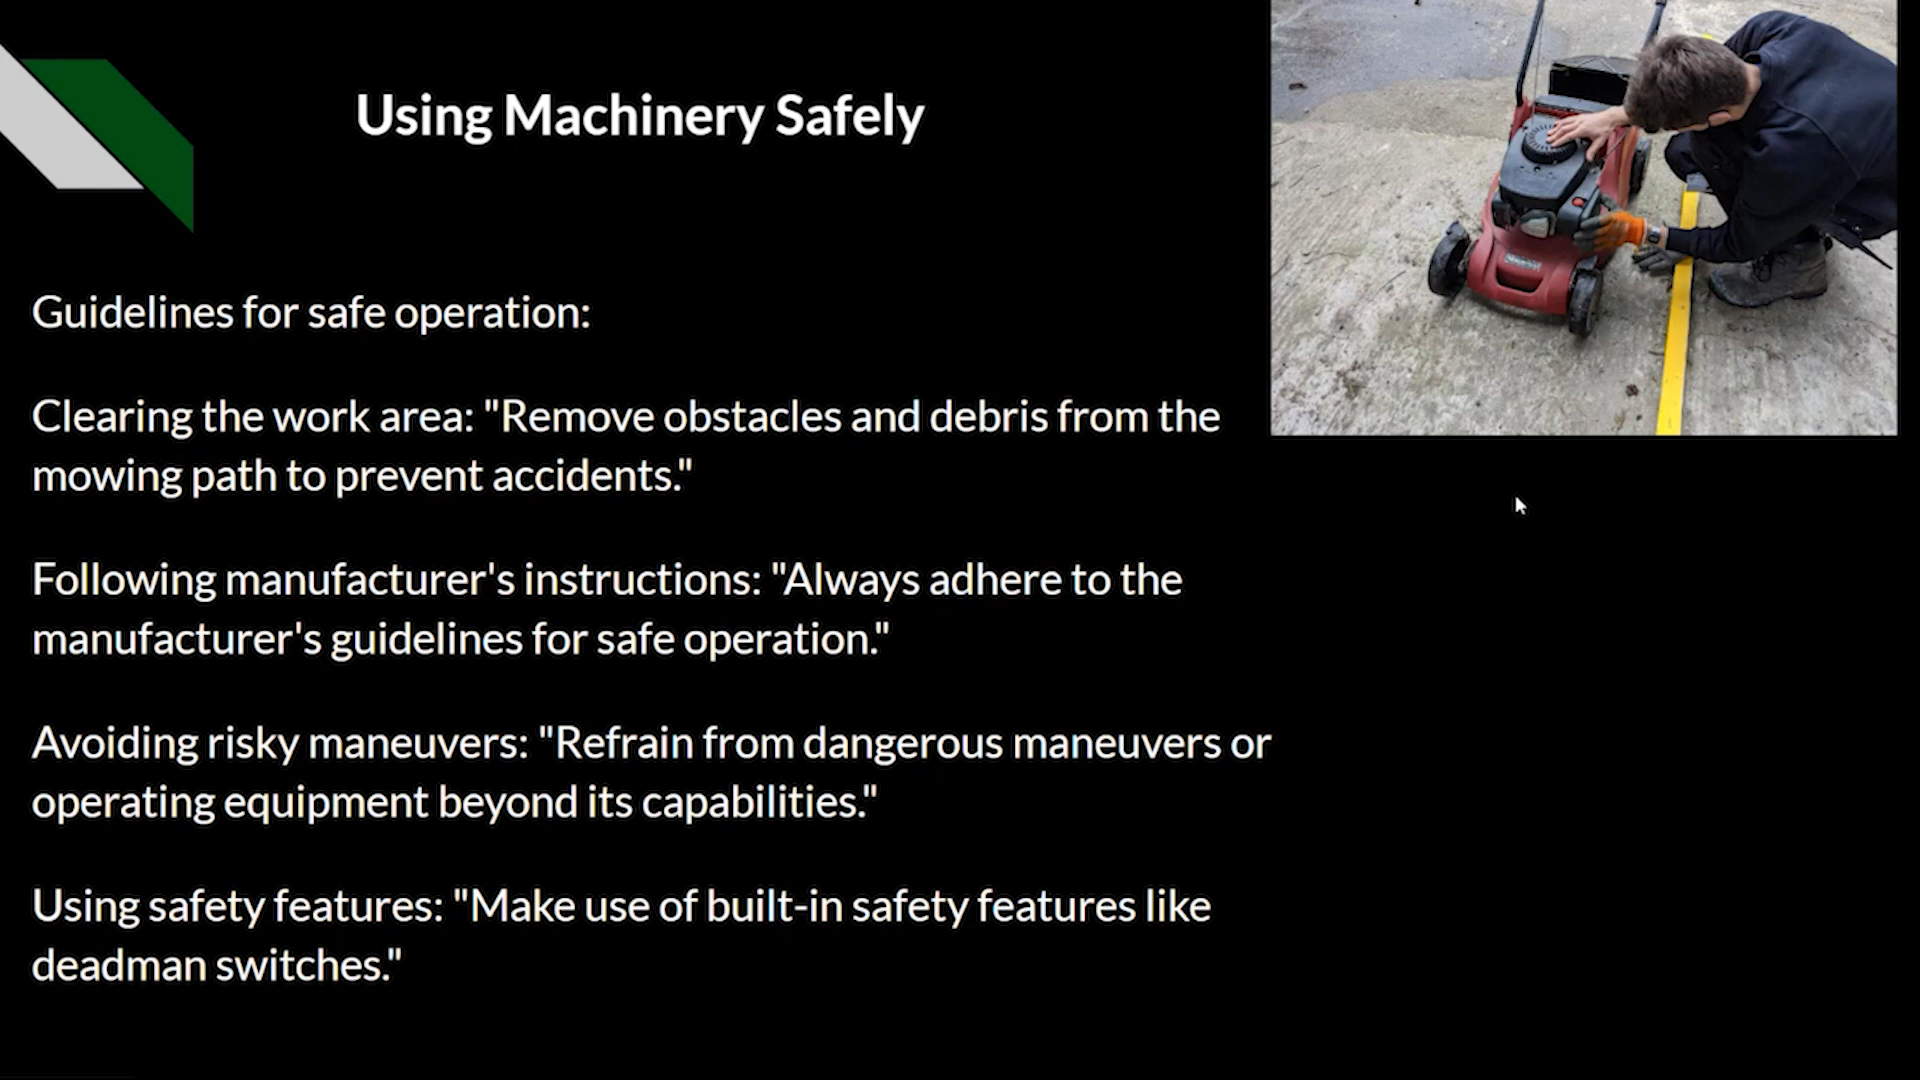 Using Machinery Safely
Guidelines for safe operation:
Clearing the work area: "Remove obstacles and debris from the
mowing path to prevent accidents."
Following manufacturer's instructions: "Always adhere to the
manufacturer's guidelines for safe operation."
Avoiding risky maneuvers: "Refrain from dangerous maneuvers or
operating equipment beyond its capabilities."
Using safety features: "Make use of built-in safety features like
deadman switches."